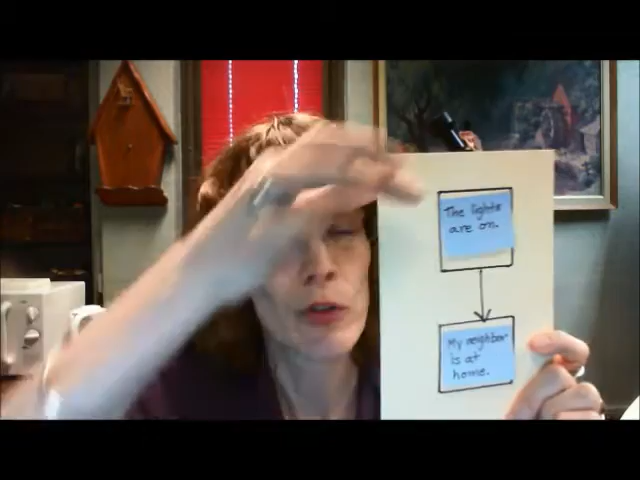 The lights
are on.
My neighbor
is at
home.